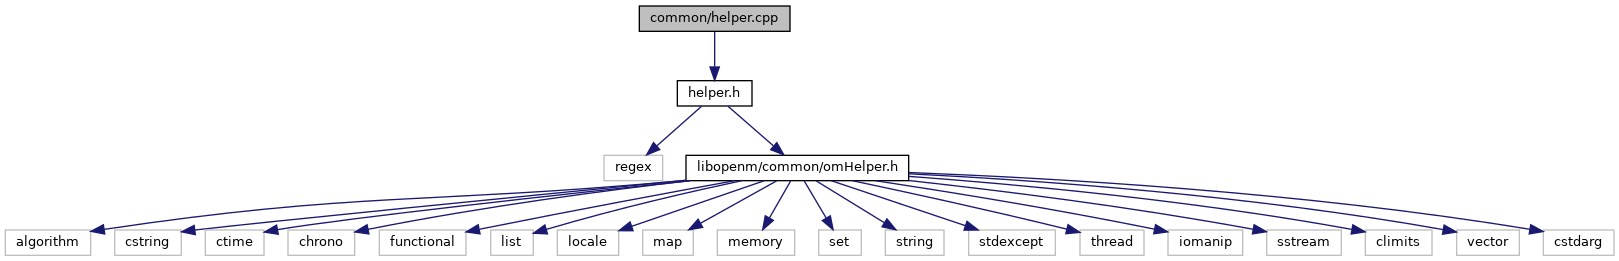 common/helper.cpp
helper.h
regex
libopenm/common/omHelper.h
algorithm
cstring
ctime
chrono
functional
list
locale
map
memory
set
string
stdexcept
thread
iomanip
sstream
climits
vector
cstdarg